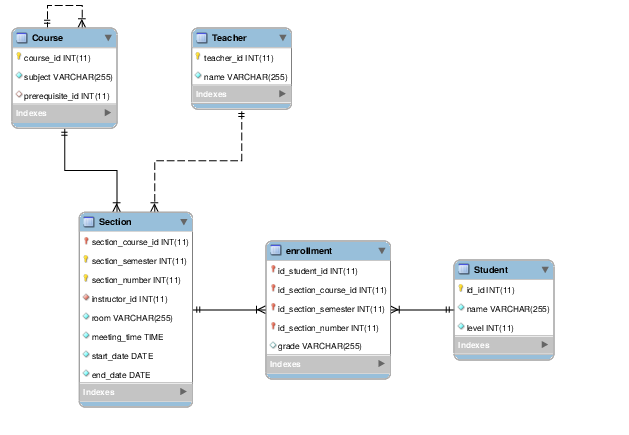 Course
course_id INT(11)
subject VARCHAR(255)
prerequisite_id INT(11)
Indexes
Teacher
teacher_id INT(11)
name VARCHAR(255)
Indexes
Section
section_course_id INT(11)
section_semester INT(11)
section_number INT(11)
instructor_id INT(11)
room VARCHAR(255)
meeting_time TIME
start_date DATE
end_date DATE
Indexes
enrollment
id_student_id INT(11)
id_section_course_id INT(11)
id_section_semester INT(11)
id_section_number INT(11)
grade VARCHAR(255)
Indexes
Student
id_id INT(11)
name VARCHAR(255)
level INT(11)
Indexes